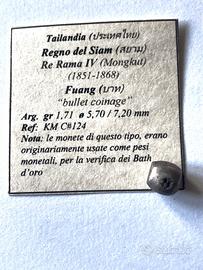 Tailandia (ประเทศไทย)
Regno del Siam (สยาม)
Re Rama IV (Mongkut)
(1851-1868)
Fuang (บาท)
"bullet coinage"
Arg. gr 1,71 ø 5,70 / 7,20 mm
Ref: KM C#124
Nota: le monete di questo tipo, erano
originariamente usate come pesi
monetali, per la verifica dei Bath
d'oro